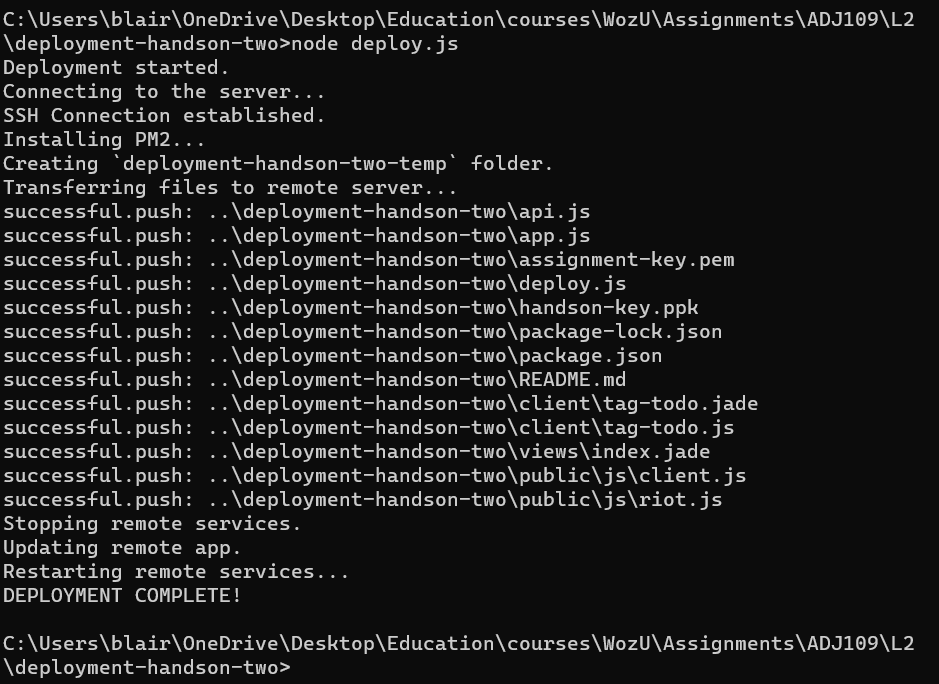 C:\Users\blair\OneDrive\Desktop\Education\courses\WozU\Assignments\ADJ109\L2
\deployment-handson-two>node deploy.js
Deployment started.
Connecting to the server...
SSH Connection established.
Installing PM2...
Creating `deployment-handson-two-temp` folder.
Transferring files to remote server...
successful.push: ..\deployment-handson-two\api.js
successful.push: ..\deployment-handson-two\app.js
successful.push: ..\deployment-handson-two\assignment-key.pem
successful.push: ..\deployment-handson-two\deploy.js
successful.push: ..\deployment-handson-two\handson-key.ppk
successful.push: ..\deployment-handson-two\package-lock.json
successful.push: ..\deployment-handson-two\package.json
successful.push: ..\deployment-handson-two\README.md
successful.push: ..\deployment-handson-two\client\tag-todo.jade
successful.push: ..\deployment-handson-two\client\tag-todo.js
successful.push: ..\deployment-handson-two\views\index.jade
successful.push: ..\deployment-handson-two\public\js\client.js
successful.push: ..\deployment-handson-two\public\js\riot.js
Stopping remote services.
Updating remote app.
Restarting remote services...
DEPLOYMENT COMPLETE!
C:\Users\blair\OneDrive\Desktop\Education\courses\WozU\Assignments\ADJ109\L2
\deployment-handson-two>